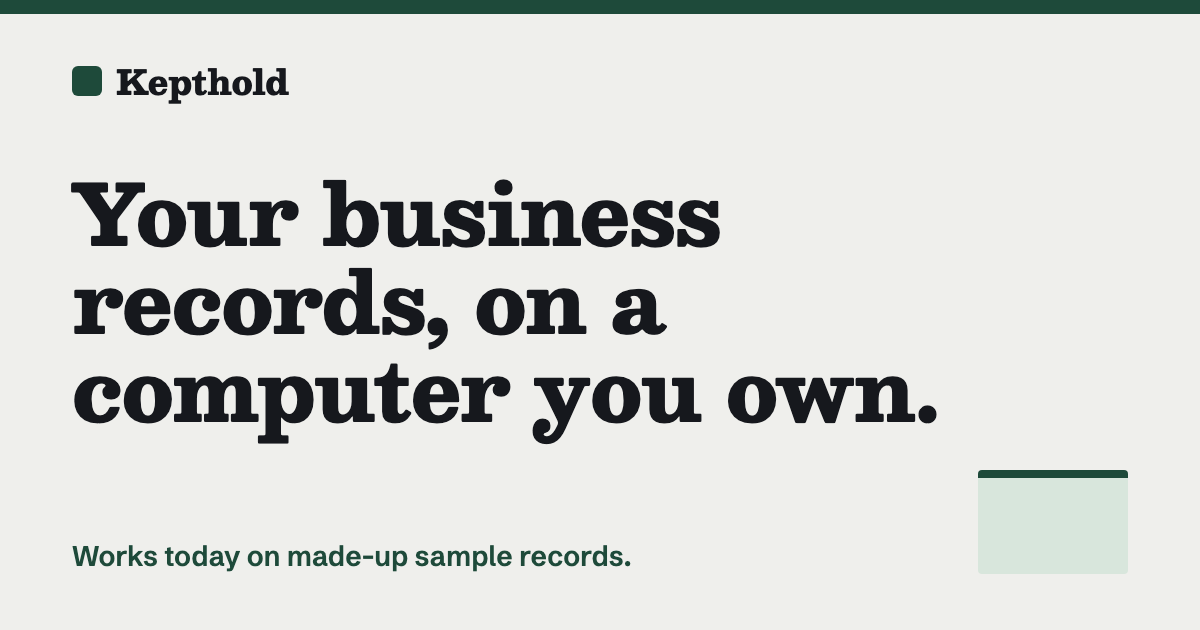 Kepthold
Your business
records, on a
computer you own.
Works today on made-up sample records.